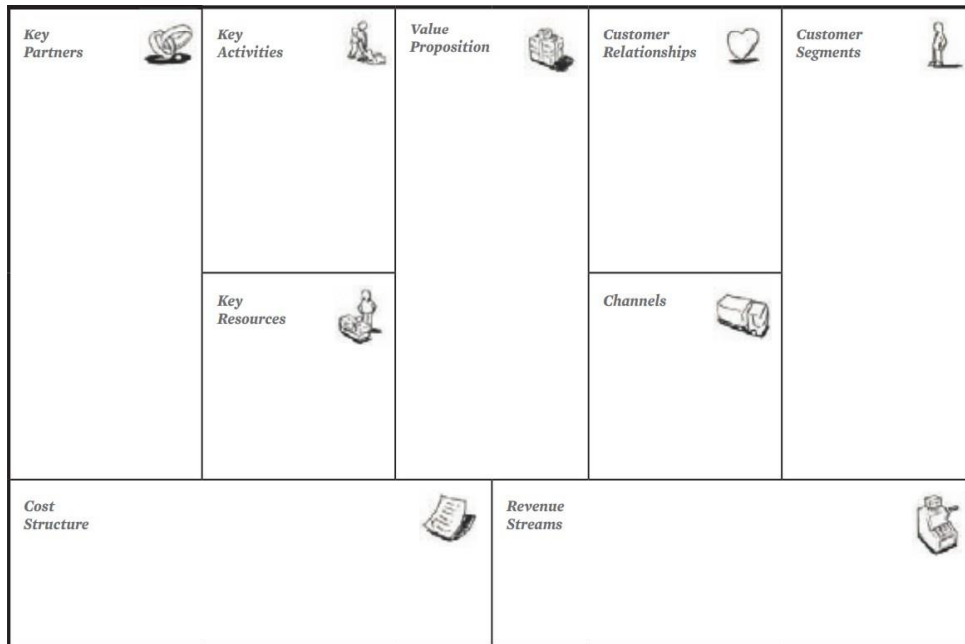 Key
Partners
Key
Activities
Value
Proposition
Customer
Relationships
Customer
Segments
Key
Resources
Channels
Cost
Structure
Revenue
Streams